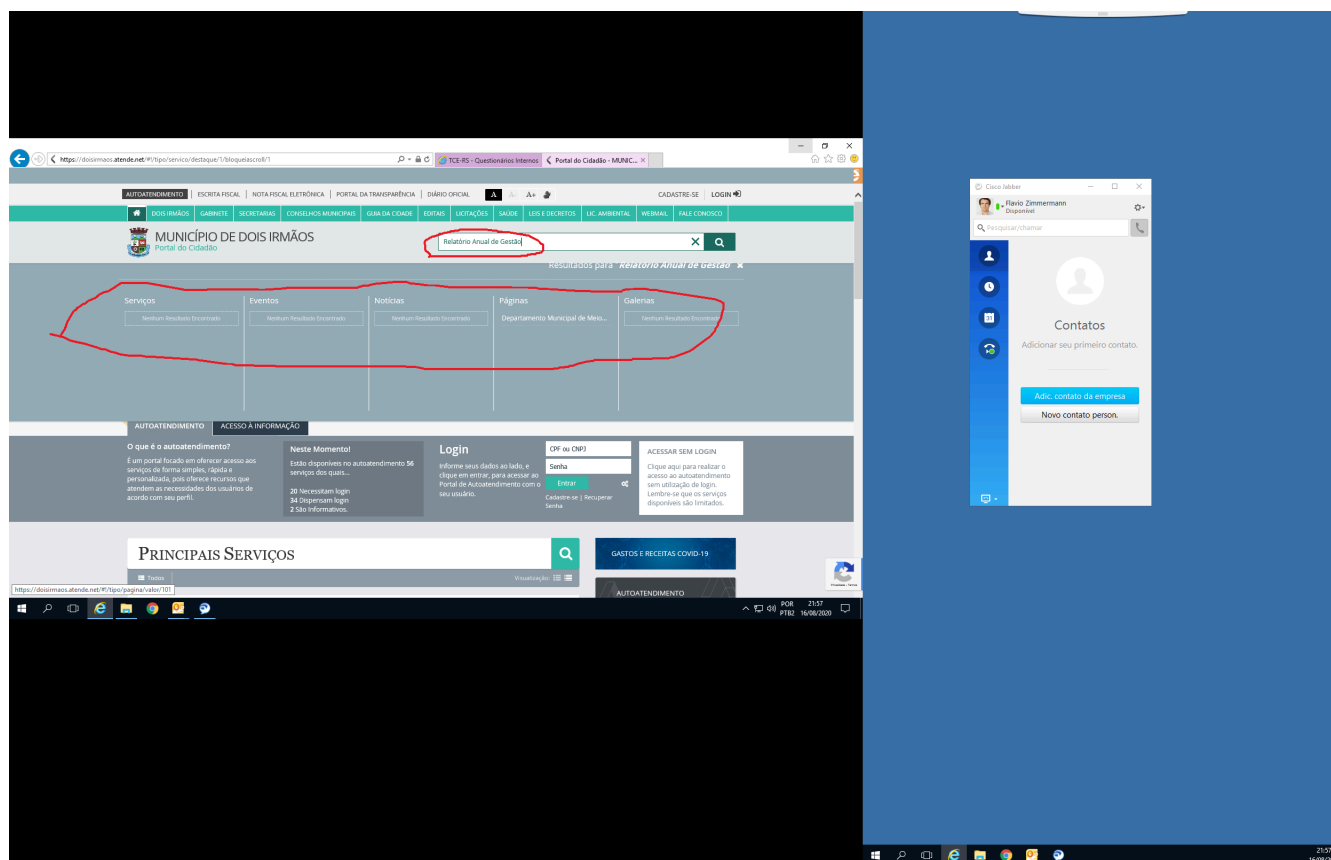 https://doisirmaos.atende.net/#!/tipo/servico/destaque/1/bloqueiascroll/1
TCE-RS - Questionários Internos
Portal do Cidadão - MUNIC...
AUTOATENDIMENTO | ESCRITA FISCAL | NOTA FISCAL ELETRÔNICA | PORTAL DA TRANSPARÊNCIA | DIÁRIO OFICIAL A A- A+ CADASTRE-SE LOGIN
DOIS IRMÃOS GABINETE SECRETARIAS CONSELHOS MUNICIPAIS GUIA DA CIDADE EDITAIS LICITAÇÕES SAÚDE LEIS E DECRETOS LIC. AMBIENTAL WEBMAIL FALE CONOSCO
MUNICÍPIO DE DOIS IRMÃOS
Portal do Cidadão
Relatório Anual de Gestão
Resultados para Relatório Anual de Gestão
Serviços Eventos Notícias Páginas Galerias
Nenhum Resultado Encontrado Nenhum Resultado Encontrado Nenhum Resultado Encontrado Departamento Municipal de Meio... Nenhum Resultado Encontrado
AUTOATENDIMENTO ACESSO À INFORMAÇÃO
O que é o autoatendimento?
É um portal focado em oferecer acesso aos
serviços de forma simples, rápida e
personalizada, pois oferece recursos que
atendem as necessidades dos usuários de
acordo com seu perfil.
Neste Momento!
Estão disponíveis no autoatendimento 56
serviços dos quais...
20 Necessitam login
34 Dispensam login
2 São Informativos.
Login
Informe seus dados ao lado, e
clique em entrar, para acessar ao
Portal de Autoatendimento com o
seu usuário.
CPF ou CNPJ
Senha
Entrar
Cadastre-se | Recuperar
Senha
ACESSAR SEM LOGIN
Clique aqui para realizar o
acesso ao autoatendimento
sem utilização de login.
Lembre-se que os serviços
disponíveis são limitados.
PRINCIPAIS SERVIÇOS
Todos
Visualização:
GASTOS E RECEITAS COVID-19
AUTOATENDIMENTO
https://doisirmaos.atende.net/#!/tipo/pagina/valor/101
POR 21:57
PTB2 16/08/2020
Cisco Jabber
Flavio Zimmermann
Disponível
Pesquisar/chamar
31
Contatos
Adicionar seu primeiro contato.
Adic. contato da empresa
Novo contato person.
21:57